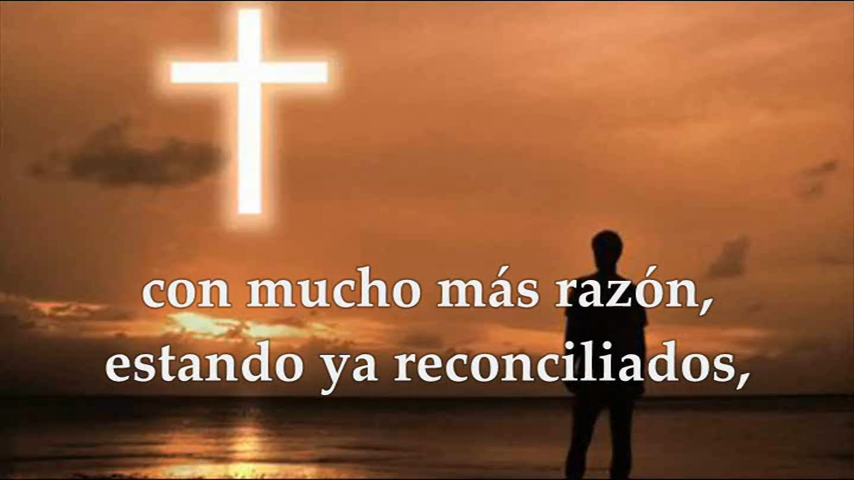 con mucho más razón,
estando ya reconciliados,